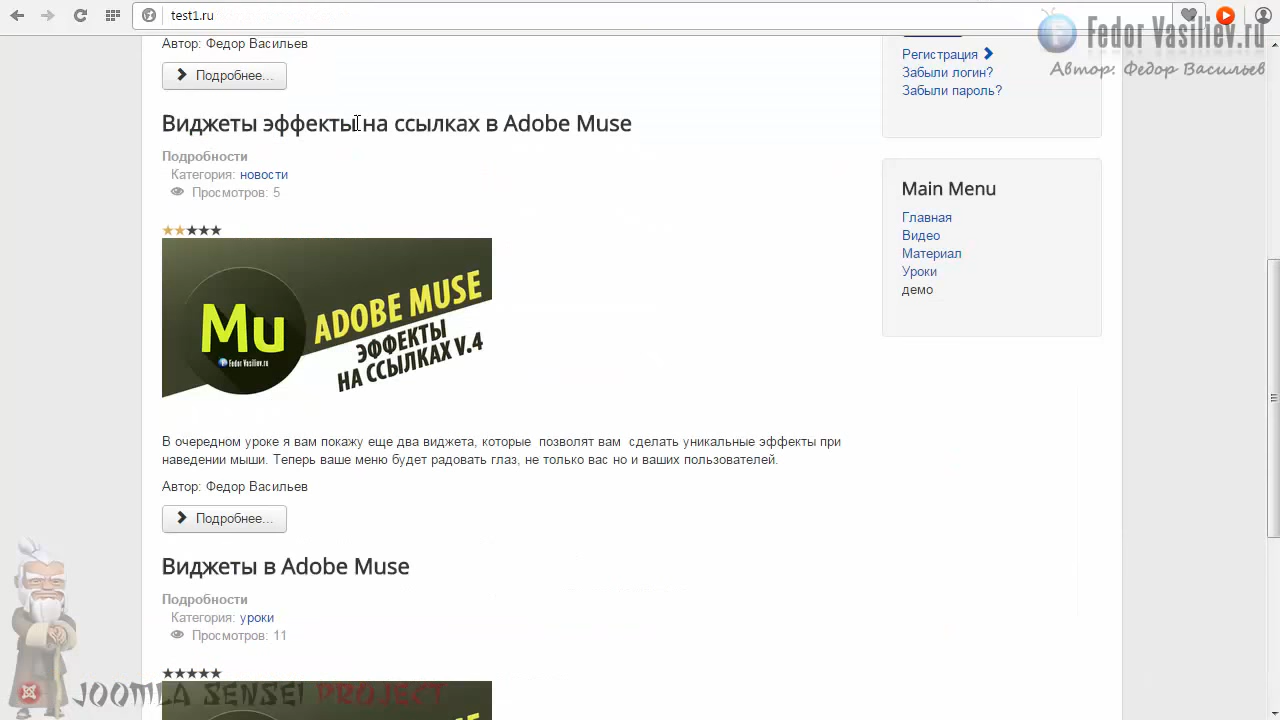 test1.ru
Fedor Vasiliev.ru
Автор: Федор Васильев
Автор: Федор Васильев
Подробнее...
Регистрация
Забыли логин?
Забыли пароль?
Виджеты эффекты на ссылках в Adobe Muse
Подробности
Категория: новости
Просмотров: 5
Main Menu
Главная
Видео
Материал
Уроки
демо
Mu
Fedor Vasiliev.ru
ADOBE MUSE
ЭФФЕКТЫ
НА ССЫЛКАХ V.4
В очередном уроке я вам покажу еще два виджета, которые позволят вам сделать уникальные эффекты при
наведении мыши. Теперь ваше меню будет радовать глаз, не только вас но и ваших пользователей.
Автор: Федор Васильев
Подробнее...
Виджеты в Adobe Muse
Подробности
Категория: уроки
Просмотров: 11
JOOMLA SENSEI PROJECT